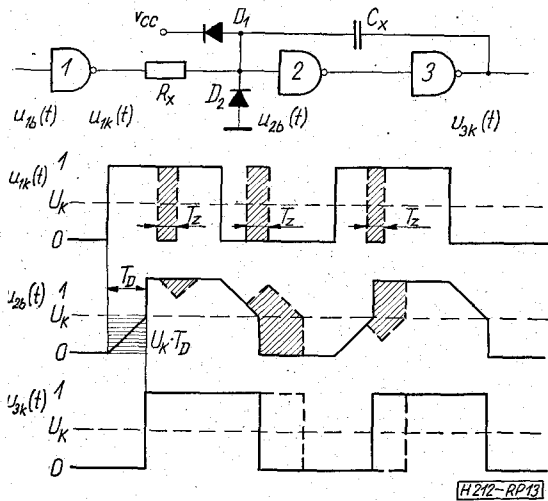 VCC D1 Cx
1 2 3
Rx D2
u1b(t) u1k(t) u2b(t) u3k(t)
u1k(t) 1
UK
Tz Tz Tz
0
TD
u2b(t) 1
UK
UK·TD
0
u3k(t) 1
UK
0
H212-RP13